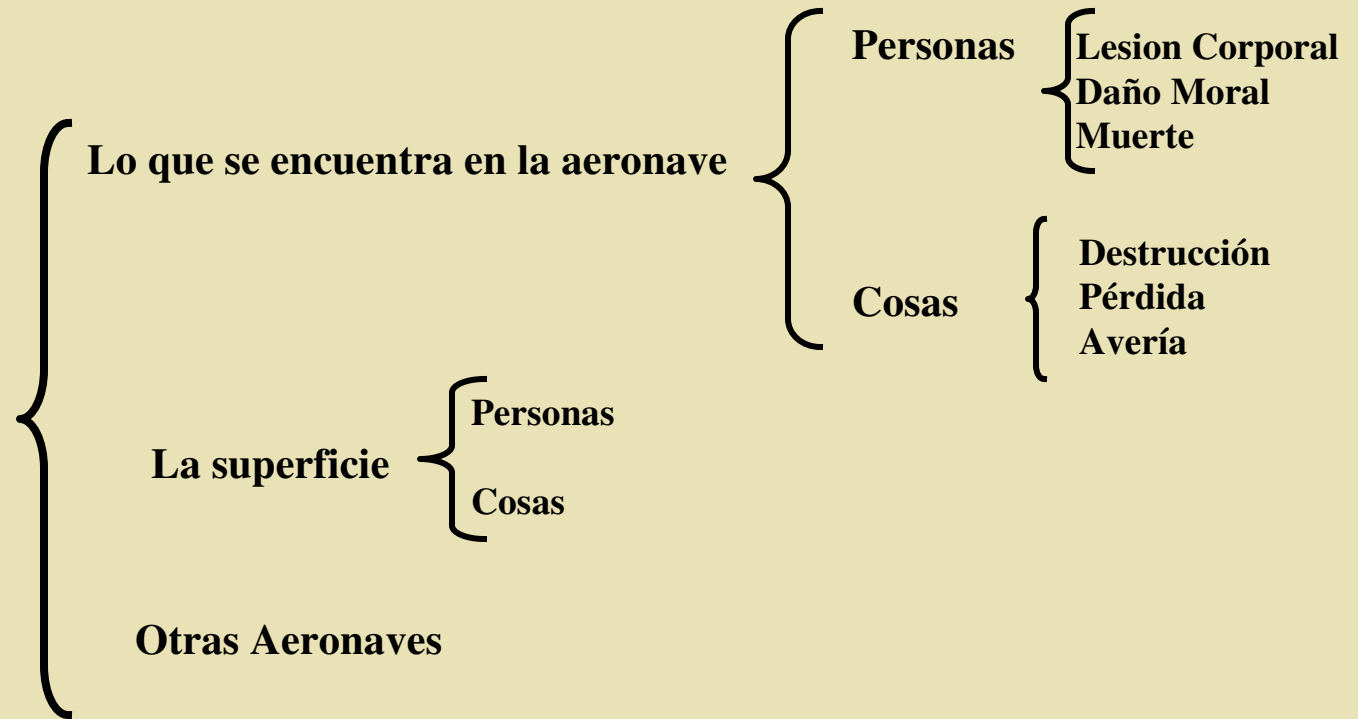 Lo que se encuentra en la aeronave
Personas
Lesion Corporal
Daño Moral
Muerte
Cosas
Destrucción
Pérdida
Avería
La superficie
Personas
Cosas
Otras Aeronaves